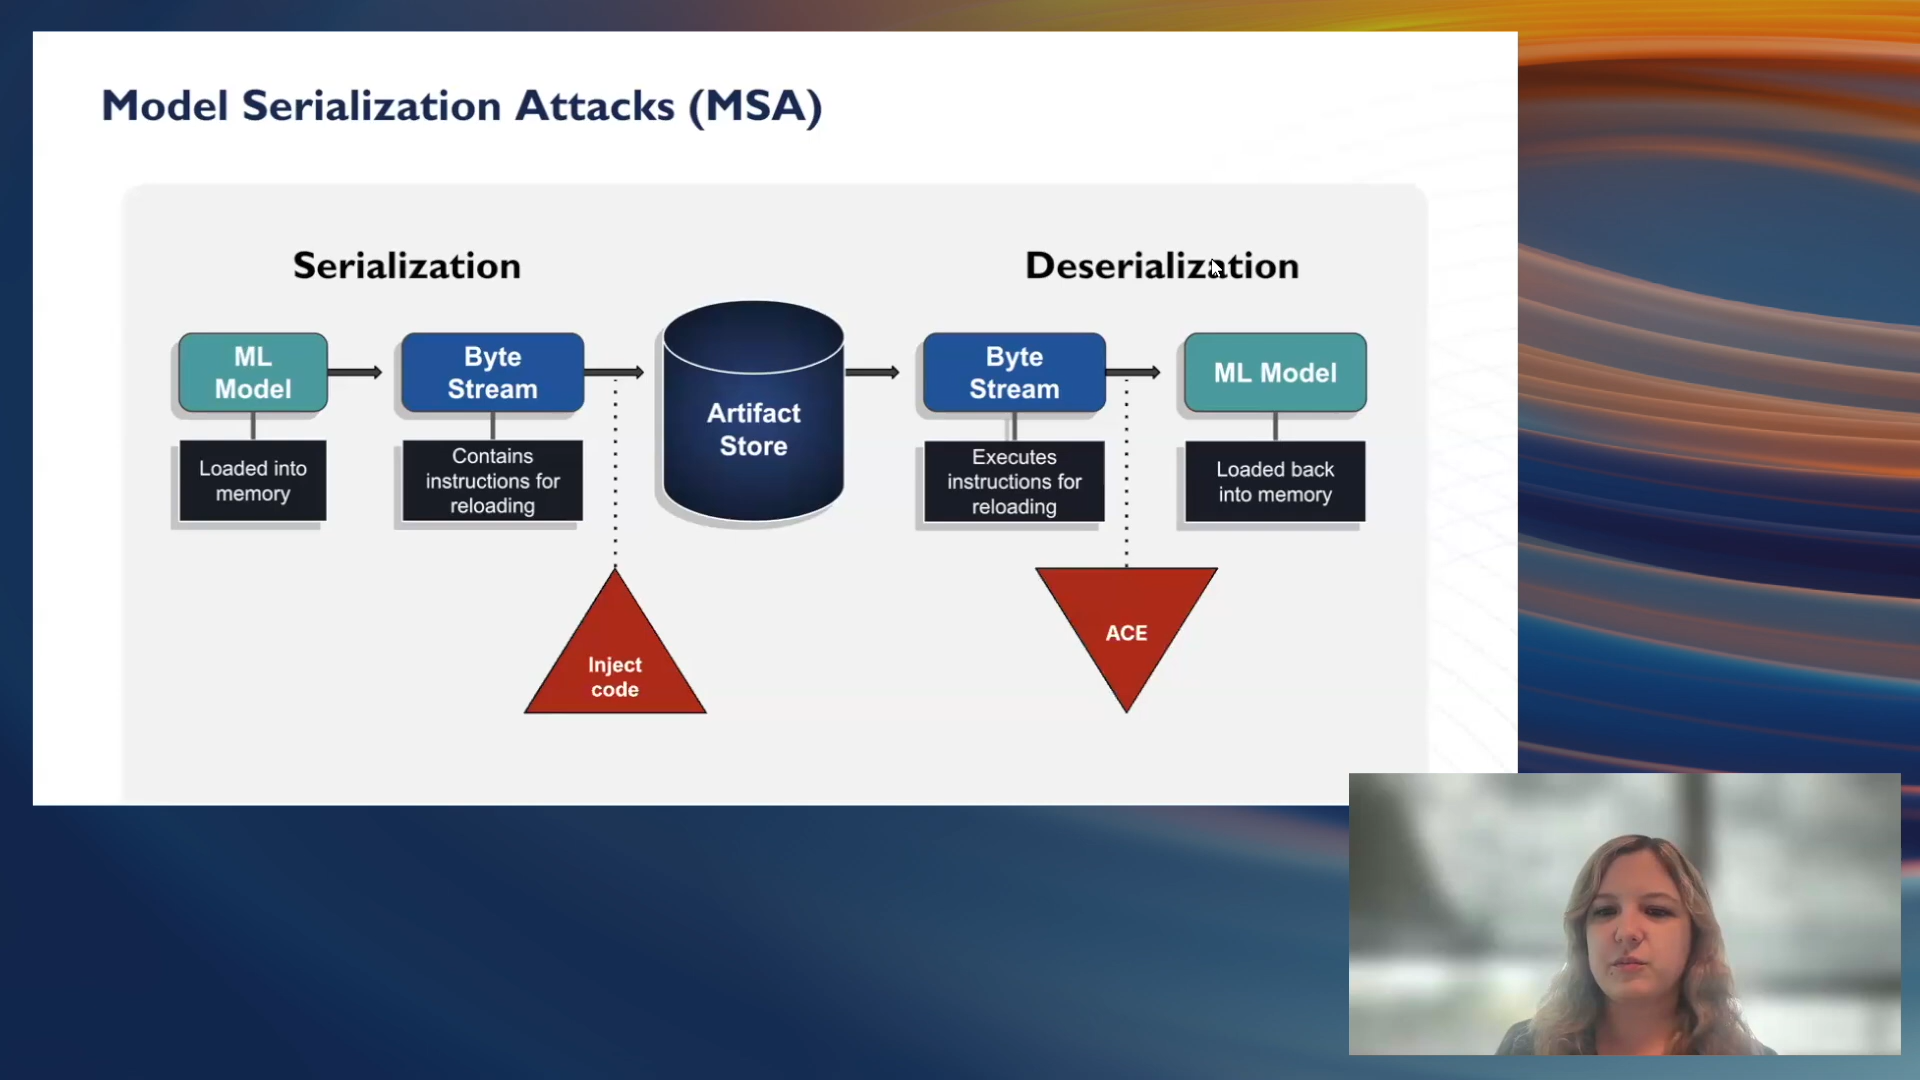 Model Serialization Attacks (MSA)
Serialization
Deserialization
ML
Model
Byte
Stream
Artifact
Store
Byte
Stream
ML Model
Loaded into
memory
Contains
instructions for
reloading
Executes
instructions for
reloading
Loaded back
into memory
Inject
code
ACE